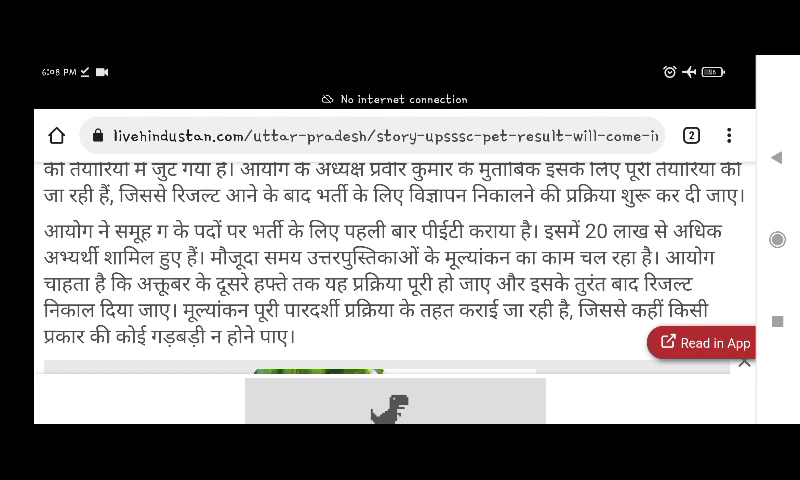 6:08 PM
No internet connection
livehindustan.com/uttar-pradesh/story-upsssc-pet-result-will-come-in
2
की तैयारियों में जुट गया है। आयोग के अध्यक्ष प्रवीर कुमार के मुताबिक इसके लिए पूरी तैयारियां की
जा रही हैं, जिससे रिजल्ट आने के बाद भर्ती के लिए विज्ञापन निकालने की प्रक्रिया शुरू कर दी जाए।
आयोग ने समूह ग के पदों पर भर्ती के लिए पहली बार पीईटी कराया है। इसमें 20 लाख से अधिक
अभ्यर्थी शामिल हुए हैं। मौजूदा समय उत्तरपुस्तिकाओं के मूल्यांकन का काम चल रहा है। आयोग
चाहता है कि अक्तूबर के दूसरे हफ्ते तक यह प्रक्रिया पूरी हो जाए और इसके तुरंत बाद रिजल्ट
निकाल दिया जाए। मूल्यांकन पूरी पारदर्शी प्रक्रिया के तहत कराई जा रही है, जिससे कहीं किसी
प्रकार की कोई गड़बड़ी न होने पाए।
Read in App